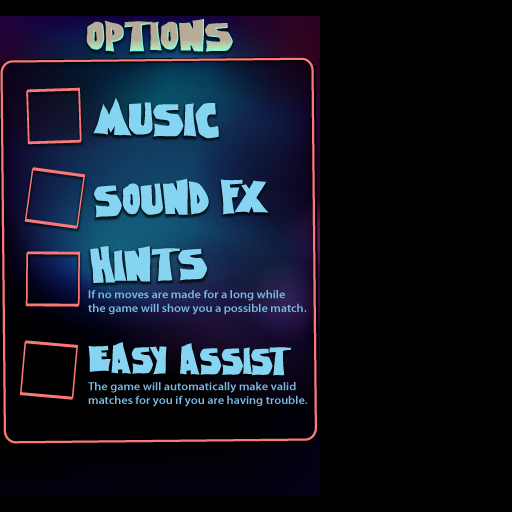 OPTIONS
MUSIC
SOUND FX
HINTS
If no moves are made for a long while
the game will show you a possible match.
EASY ASSIST
The game will automatically make valid
matches for you if you are having trouble.